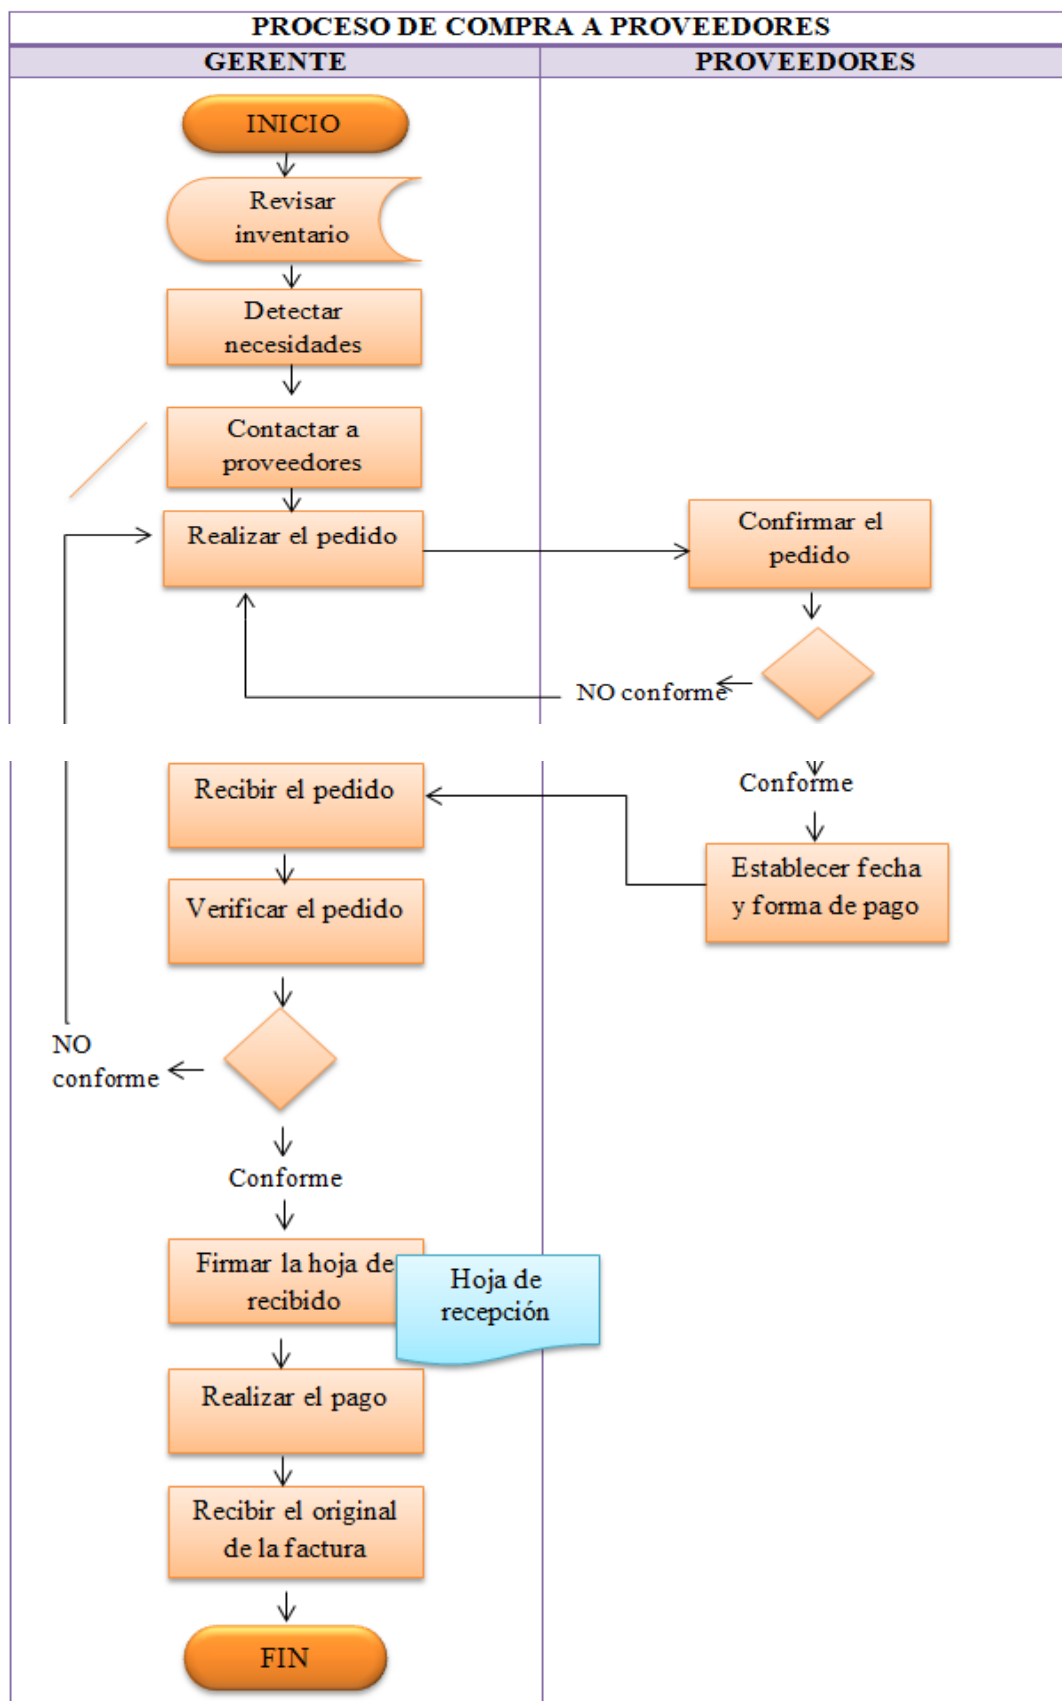 PROCESO DE COMPRA A PROVEEDORES
GERENTE
PROVEEDORES
INICIO
Revisar
inventario
Detectar
necesidades
Contactar a
proveedores
Realizar el pedido
Confirmar el
pedido
NO conforme
Conforme
Recibir el pedido
Establecer fecha
y forma de pago
Verificar el pedido
NO
conforme
Conforme
Firmar la hoja de
recibido
Hoja de
recepción
Realizar el pago
Recibir el original
de la factura
FIN